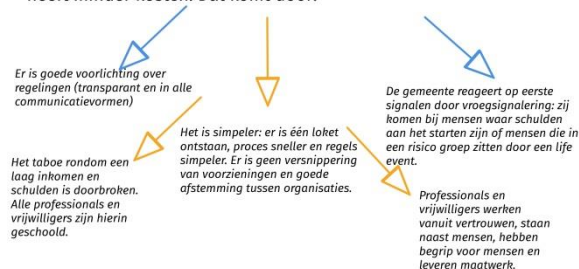 Er is goede voorlichting over
regelingen (transparant en in alle
communicatievormen)
De gemeente reageert op eerste
signalen door vroegsignalering: zij
komen bij mensen waar schulden
aan het starten zijn of mensen die in
een risico groep zitten door een life
event.
Het is simpeler: er is één loket
ontstaan, proces sneller en regels
simpeler. Er is geen versnippering
van voorzieningen en goede
afstemming tussen organisaties.
Het taboe rondom een
laag inkomen en
schulden is doorbroken.
Alle professionals en
vrijwilligers zijn hierin
geschoold.
Professionals en
vrijwilligers werken
vanuit vertrouwen, staan
naast mensen, hebben
begrip voor mensen en
leveren maatwerk.